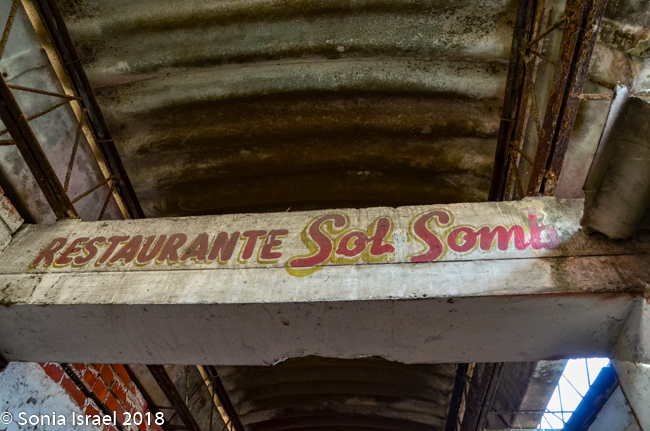 RESTAURANTE Sol Somb
© Sonia Israel 2018